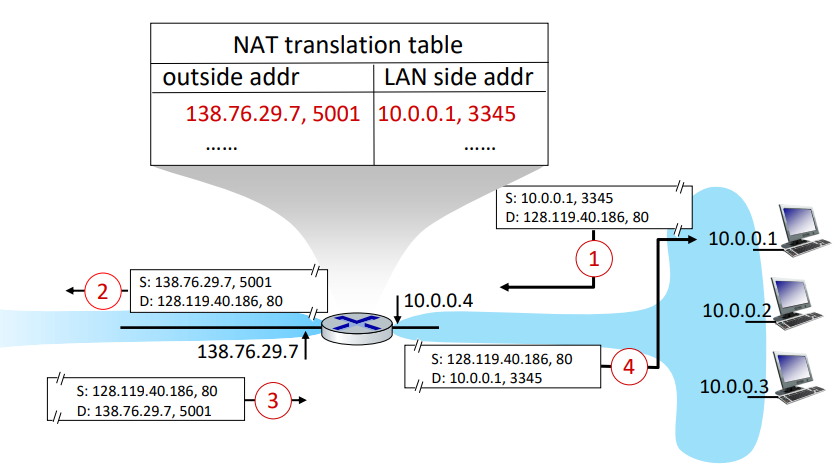 NAT translation table
outside addr LAN side addr
138.76.29.7, 5001 10.0.0.1, 3345
...... ......
S: 10.0.0.1, 3345
D: 128.119.40.186, 80
1
10.0.0.1
S: 138.76.29.7, 5001
D: 128.119.40.186, 80
2
10.0.0.4
10.0.0.2
138.76.29.7
S: 128.119.40.186, 80
D: 10.0.0.1, 3345
4
10.0.0.3
S: 128.119.40.186, 80
D: 138.76.29.7, 5001
3